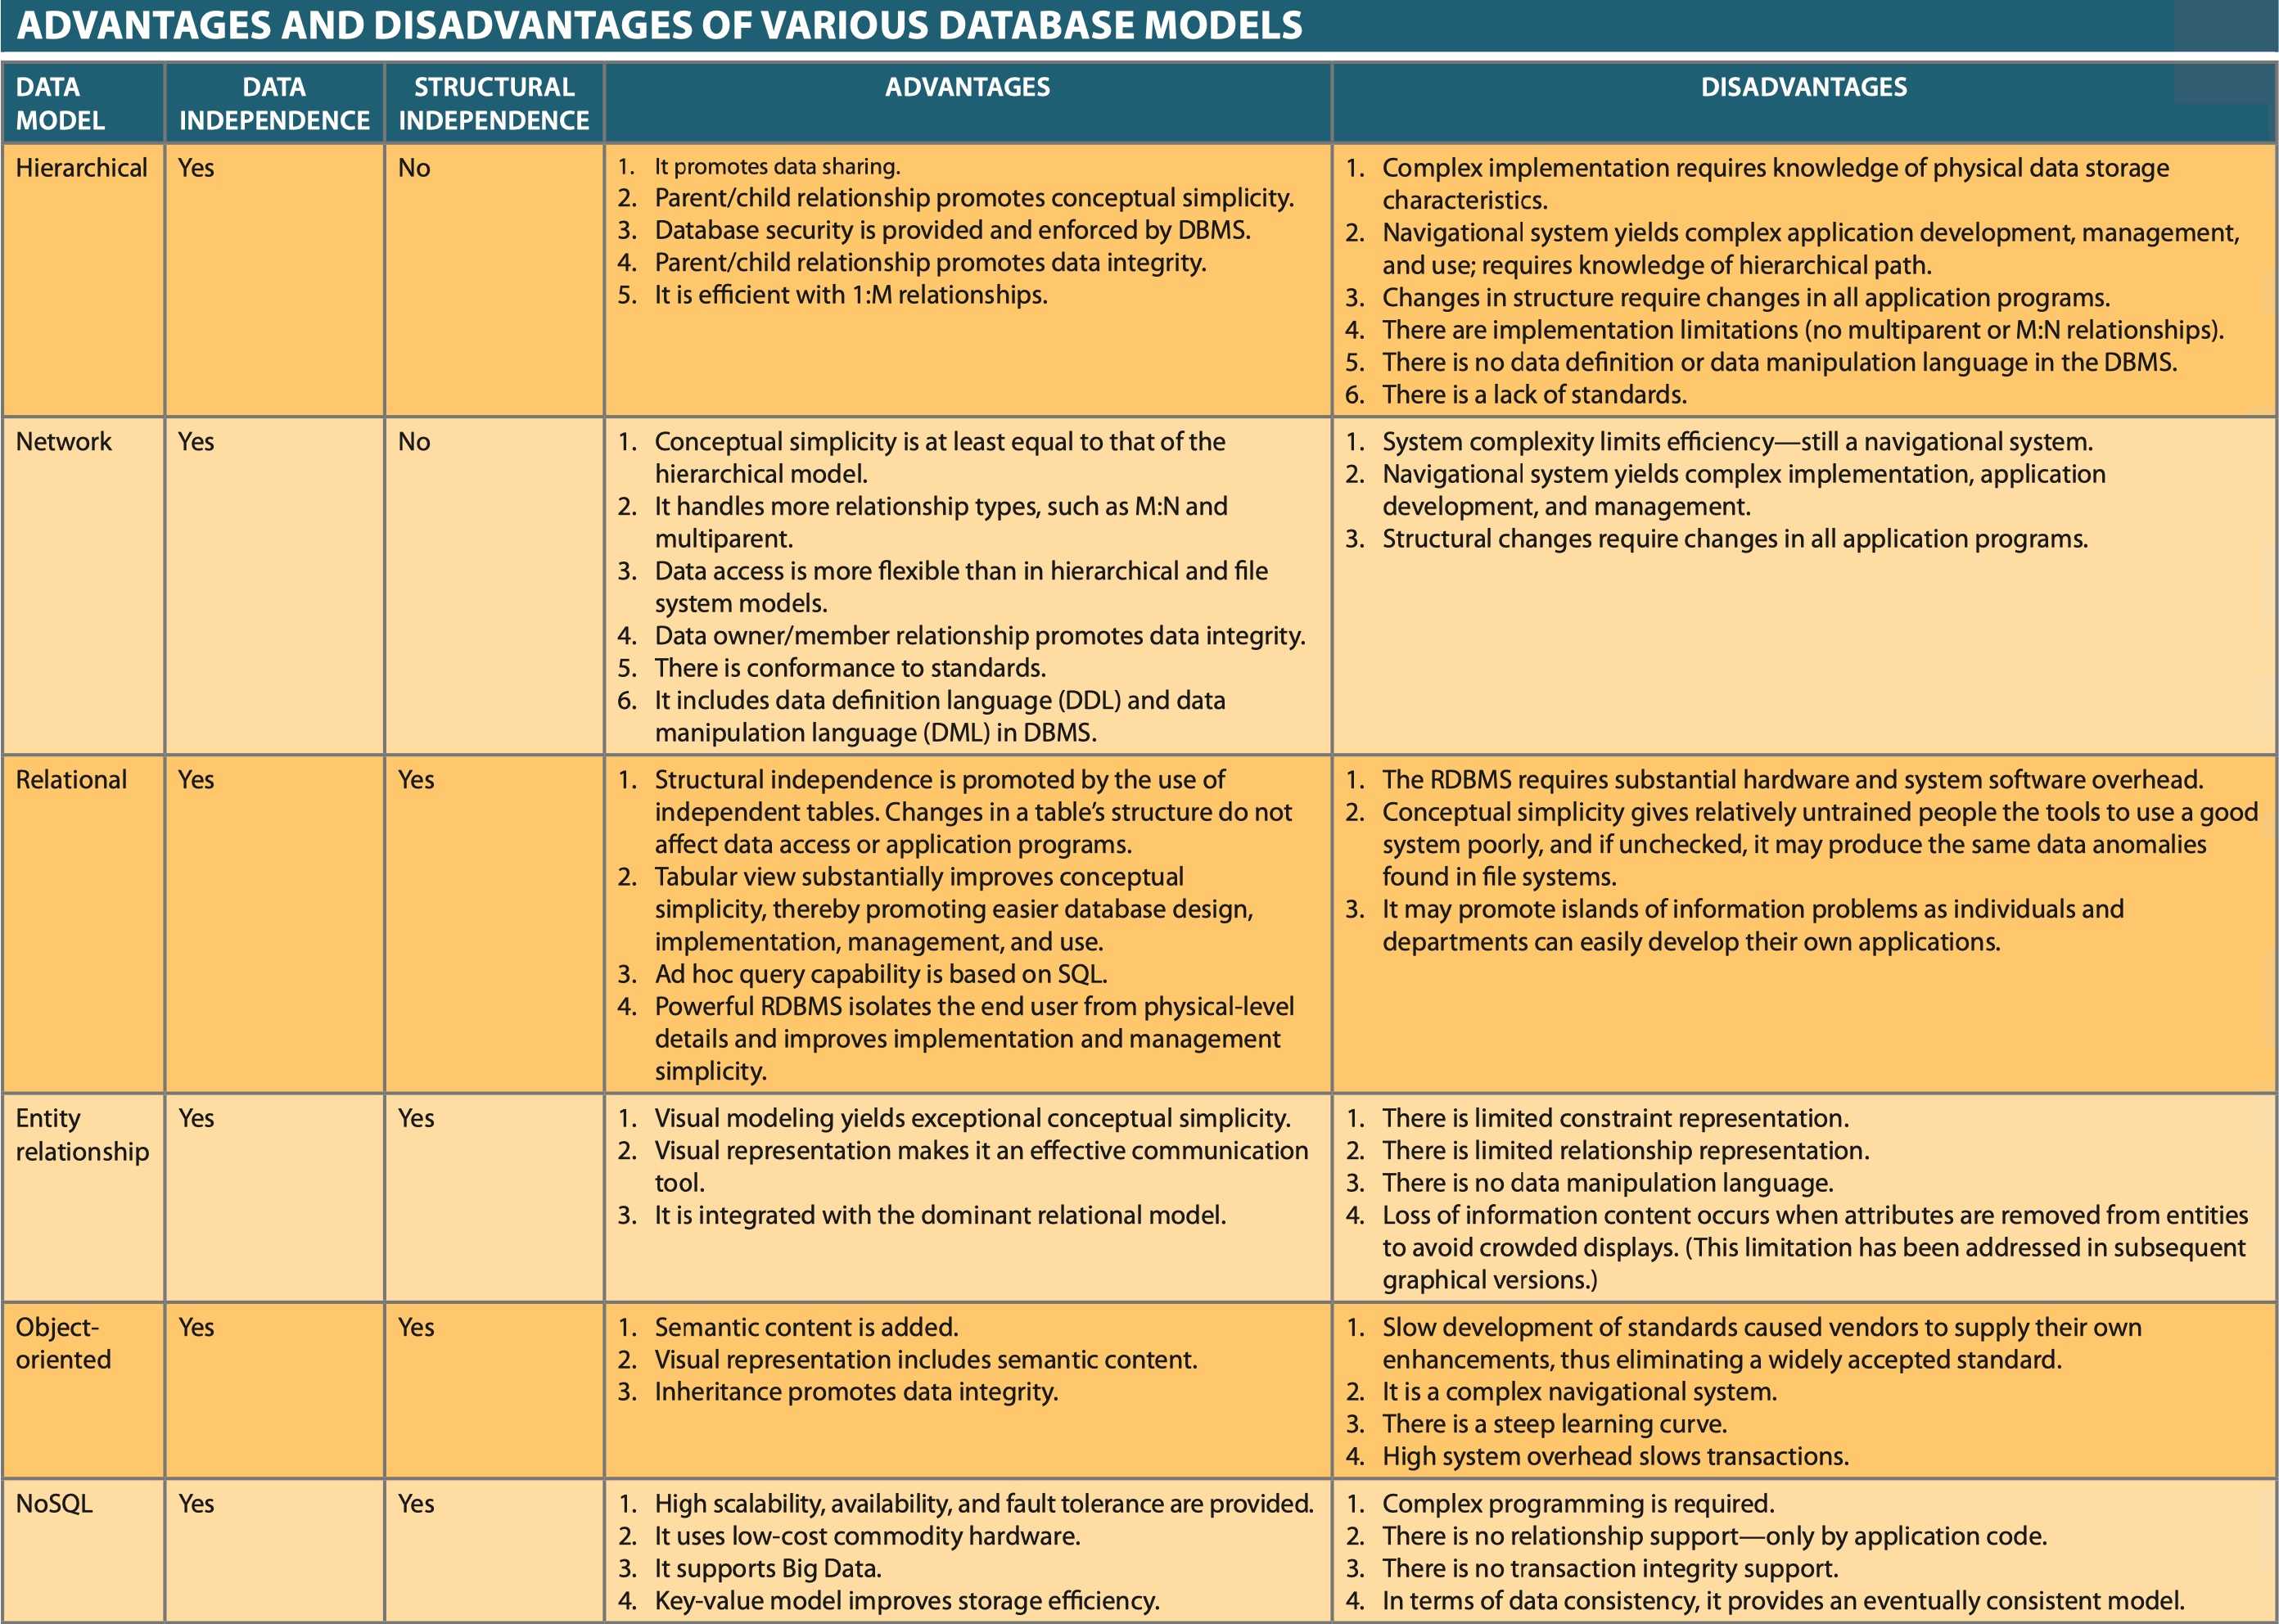 ADVANTAGES AND DISADVANTAGES OF VARIOUS DATABASE MODELS
DATA
MODEL
DATA
INDEPENDENCE
STRUCTURAL
INDEPENDENCE
ADVANTAGES
DISADVANTAGES
Hierarchical
Yes
No
1. It promotes data sharing.
2. Parent/child relationship promotes conceptual simplicity.
3. Database security is provided and enforced by DBMS.
4. Parent/child relationship promotes data integrity.
5. It is efficient with 1:M relationships.
1. Complex implementation requires knowledge of physical data storage
characteristics.
2. Navigational system yields complex application development, management,
and use; requires knowledge of hierarchical path.
3. Changes in structure require changes in all application programs.
4. There are implementation limitations (no multiparent or M:N relationships).
5. There is no data definition or data manipulation language in the DBMS.
6. There is a lack of standards.
Network
Yes
No
1. Conceptual simplicity is at least equal to that of the
hierarchical model.
2. It handles more relationship types, such as M:N and
multiparent.
3. Data access is more flexible than in hierarchical and file
system models.
4. Data owner/member relationship promotes data integrity.
5. There is conformance to standards.
6. It includes data definition language (DDL) and data
manipulation language (DML) in DBMS.
1. System complexity limits efficiency—still a navigational system.
2. Navigational system yields complex implementation, application
development, and management.
3. Structural changes require changes in all application programs.
Relational
Yes
Yes
1. Structural independence is promoted by the use of
independent tables. Changes in a table's structure do not
affect data access or application programs.
2. Tabular view substantially improves conceptual
simplicity, thereby promoting easier database design,
implementation, management, and use.
3. Ad hoc query capability is based on SQL.
4. Powerful RDBMS isolates the end user from physical-level
details and improves implementation and management
simplicity.
1. The RDBMS requires substantial hardware and system software overhead.
2. Conceptual simplicity gives relatively untrained people the tools to use a good
system poorly, and if unchecked, it may produce the same data anomalies
found in file systems.
3. It may promote islands of information problems as individuals and
departments can easily develop their own applications.
Entity
relationship
Yes
Yes
1. Visual modeling yields exceptional conceptual simplicity.
2. Visual representation makes it an effective communication
tool.
3. It is integrated with the dominant relational model.
1. There is limited constraint representation.
2. There is limited relationship representation.
3. There is no data manipulation language.
4. Loss of information content occurs when attributes are removed from entities
to avoid crowded displays. (This limitation has been addressed in subsequent
graphical versions.)
Object-
oriented
Yes
Yes
1. Semantic content is added.
2. Visual representation includes semantic content.
3. Inheritance promotes data integrity.
1. Slow development of standards caused vendors to supply their own
enhancements, thus eliminating a widely accepted standard.
2. It is a complex navigational system.
3. There is a steep learning curve.
4. High system overhead slows transactions.
NoSQL
Yes
Yes
1. High scalability, availability, and fault tolerance are provided.
2. It uses low-cost commodity hardware.
3. It supports Big Data.
4. Key-value model improves storage efficiency.
1. Complex programming is required.
2. There is no relationship support—only by application code.
3. There is no transaction integrity support.
4. In terms of data consistency, it provides an eventually consistent model.